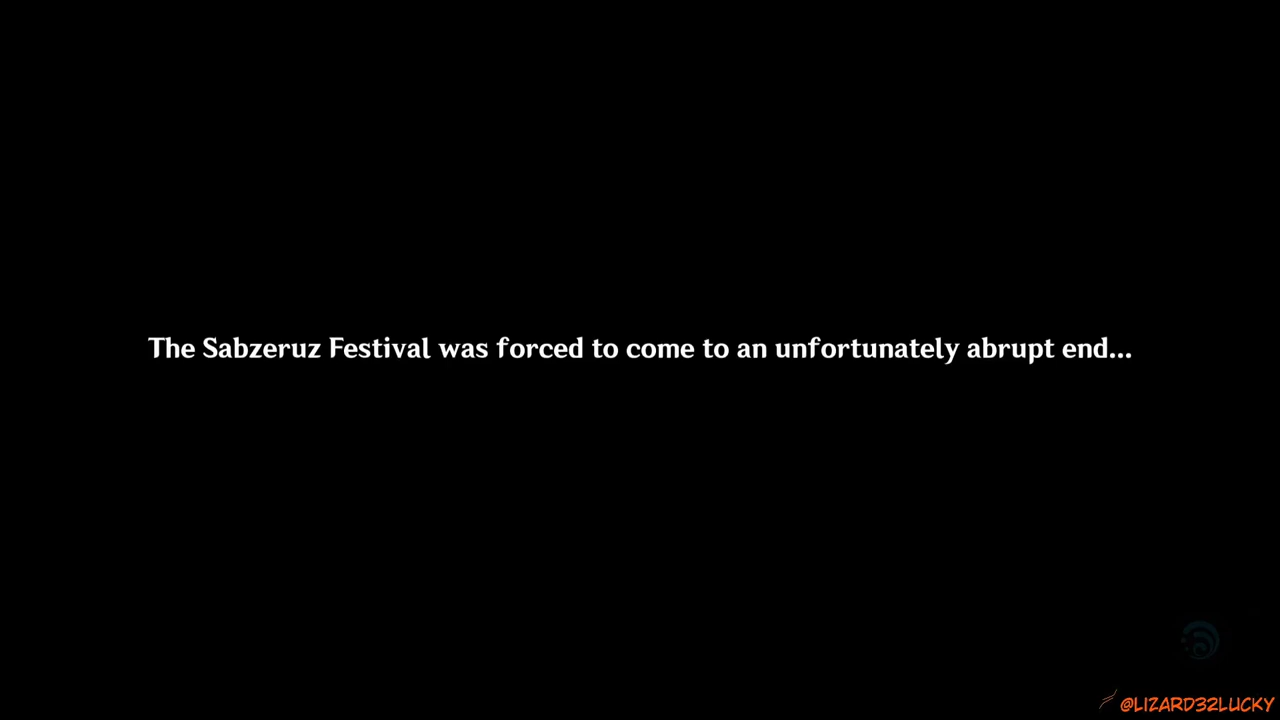 The Sabzeruz Festival was forced to come to an unfortunately abrupt end...
@LIZARD32LUCKY